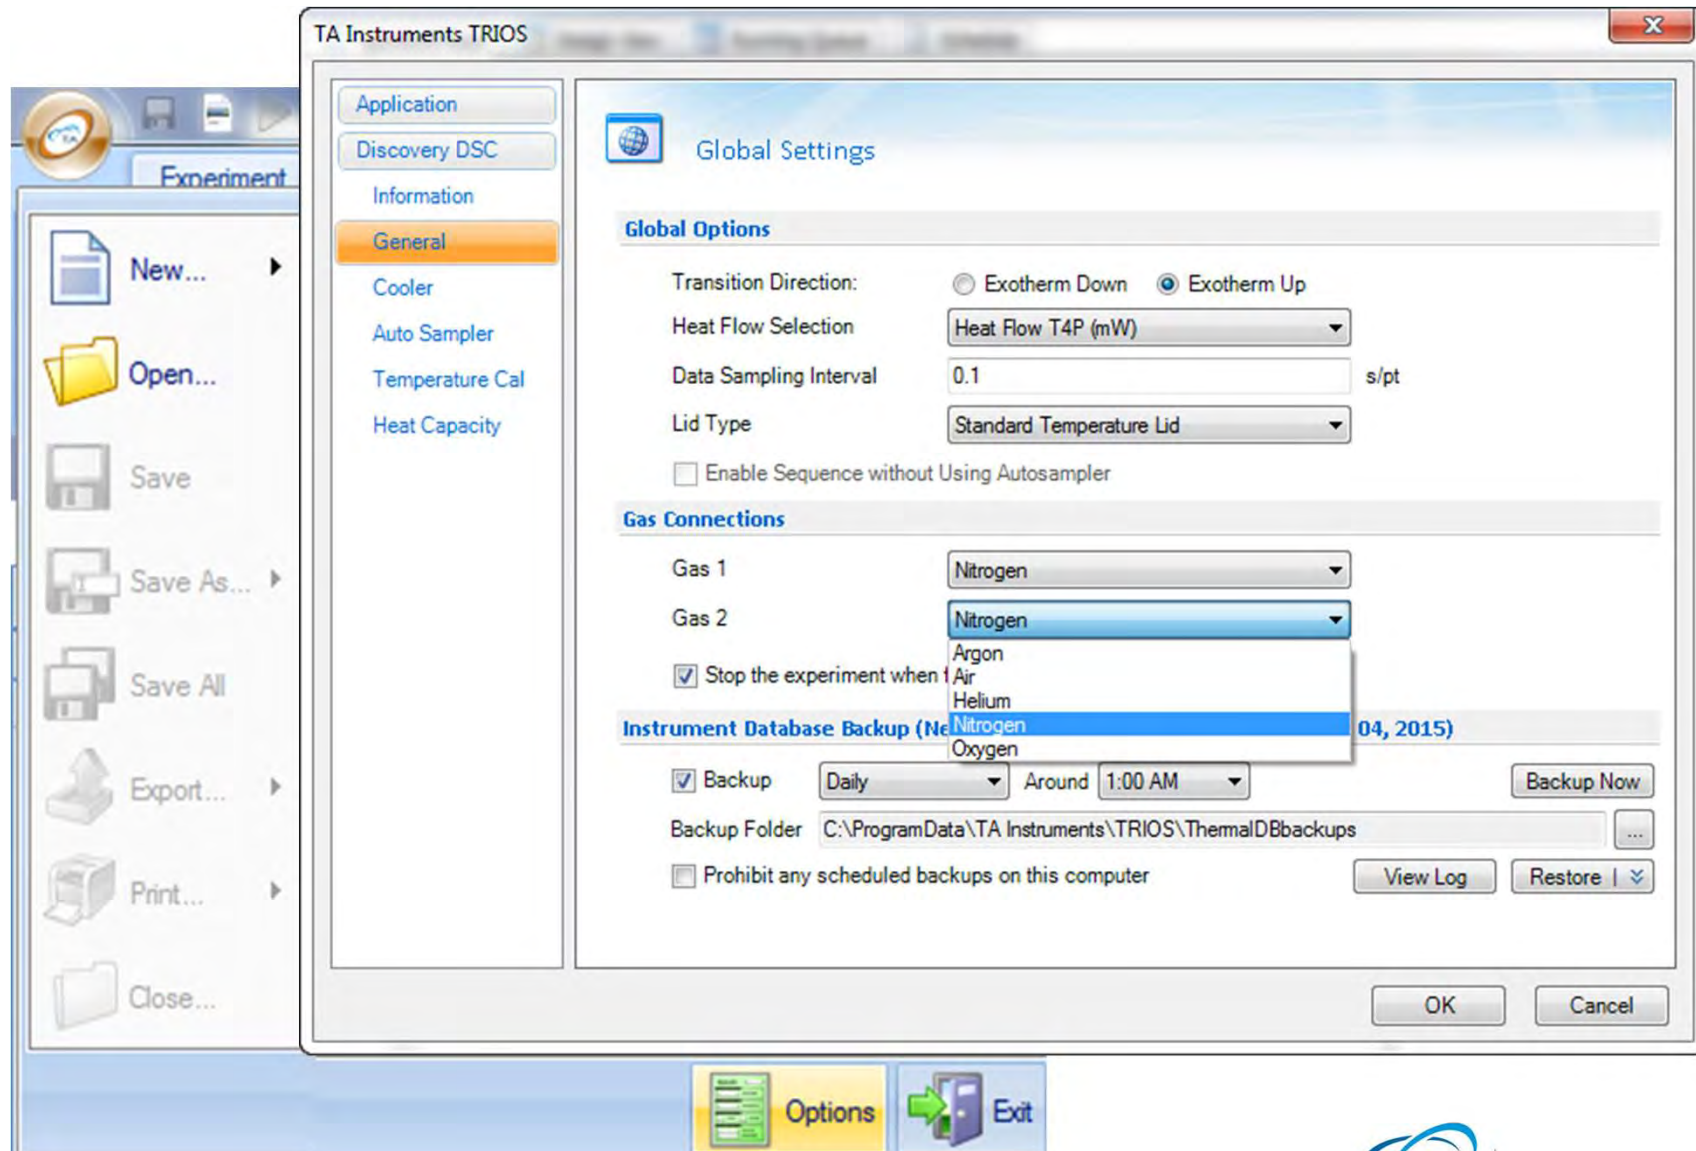 TA Instruments TRIOS
TA
Experiment
New...
Open...
Save
Save As...
Save All
Export...
Print...
Close...
Application
Discovery DSC
Information
General
Cooler
Auto Sampler
Temperature Cal
Heat Capacity
Global Settings
Global Options
Transition Direction: Exotherm Down Exotherm Up
Heat Flow Selection Heat Flow T4P (mW)
Data Sampling Interval 0.1 s/pt
Lid Type Standard Temperature Lid
Enable Sequence without Using Autosampler
Gas Connections
Gas 1 Nitrogen
Gas 2 Nitrogen
Argon
Stop the experiment when Air
Helium
Instrument Database Backup (Ne Nitrogen 04, 2015)
Oxygen
Backup Daily Around 1:00 AM Backup Now
Backup Folder C:\ProgramData\TA Instruments\TRIOS\ThermalDBbackups ...
Prohibit any scheduled backups on this computer View Log Restore
OK Cancel
Options Exit